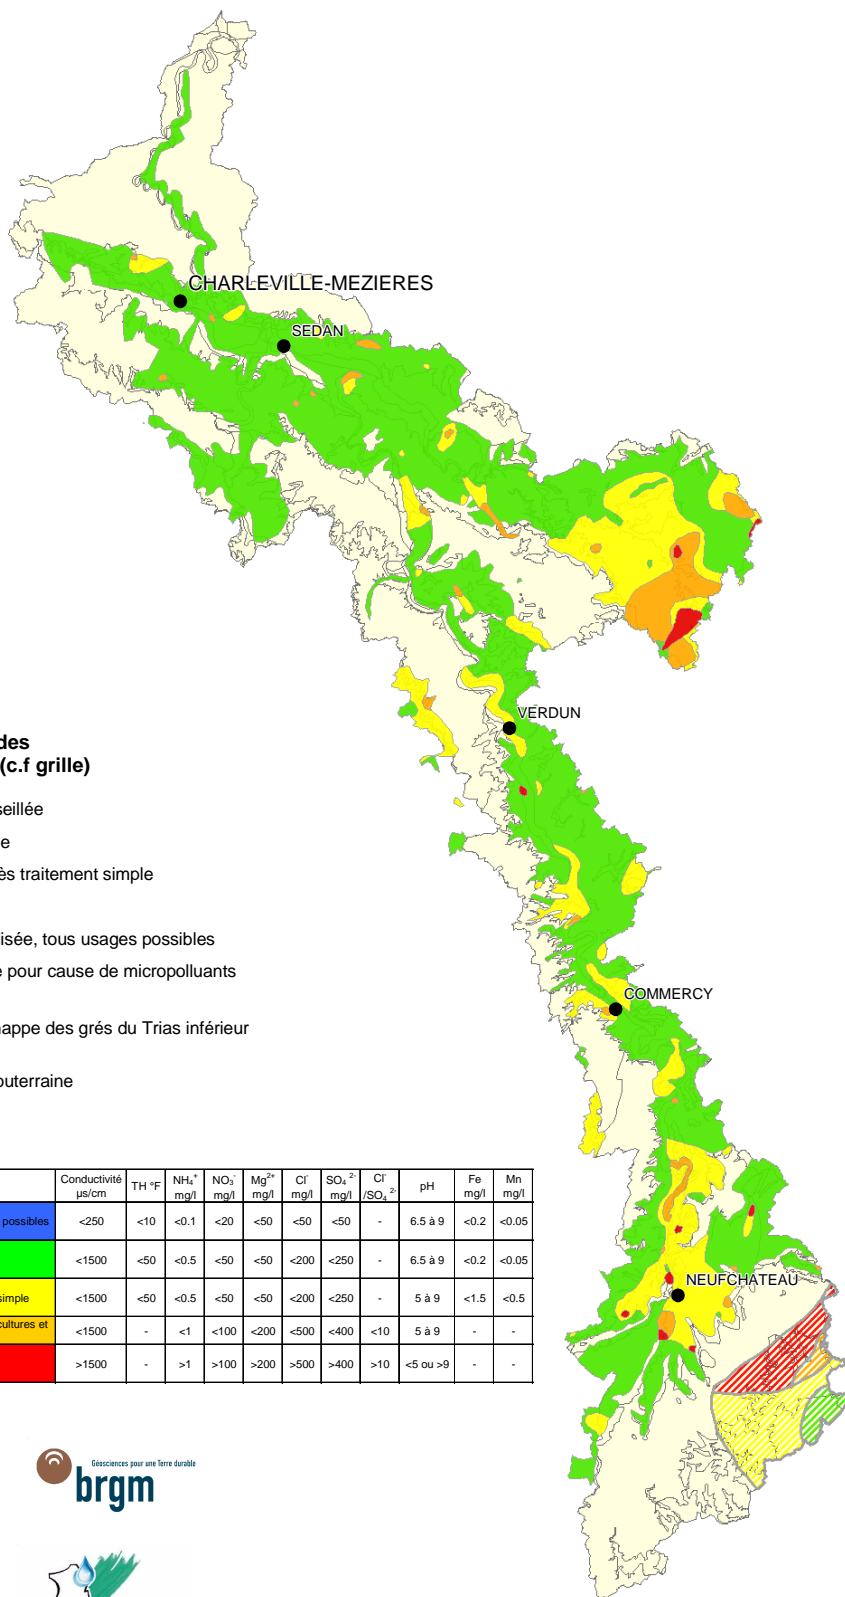 CHARLEVILLE-MEZIERES
SEDAN
VERDUN
COMMERCY
NEUFCHATEAU
des
(c.f grille)
seillée
e
ès traitement simple
isée, tous usages possibles
e pour cause de micropolluants
nappe des grés du Trias inférieur
outerraine
Conductivité µs/cm TH °F NH₄⁺ mg/l NO₃⁻ mg/l Mg²⁺ mg/l Cl⁻ mg/l SO₄²⁻ mg/l Cl⁻/SO₄²⁻ pH Fe mg/l Mn mg/l
possibles <250 <10 <0.1 <20 <50 <50 <50 - 6.5 à 9 <0.2 <0.05
<1500 <50 <0.5 <50 <50 <200 <250 - 6.5 à 9 <0.2 <0.05
simple <1500 <50 <0.5 <50 <50 <200 <250 - 5 à 9 <1.5 <0.5
cultures et <1500 - <1 <100 <200 <500 <400 <10 5 à 9 - -
>1500 - >1 >100 >200 >500 >400 >10 <5 ou >9 - -
Géosciences pour une Terre durable
brgm